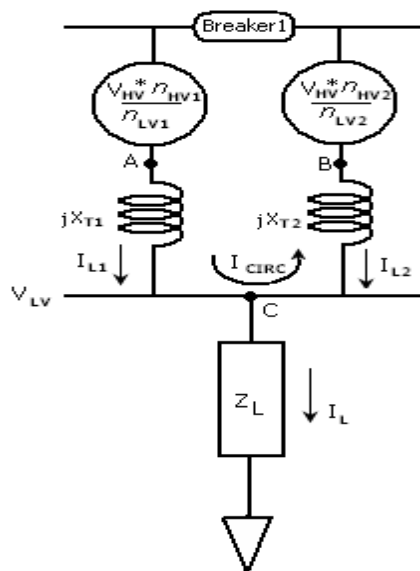 Breaker1
V_HV* n_HV1
n_LV1
V_HV* n_HV2
n_LV2
A
B
jX_T1
jX_T2
I_L1
I_CIRC
I_L2
V_LV
C
Z_L
I_L